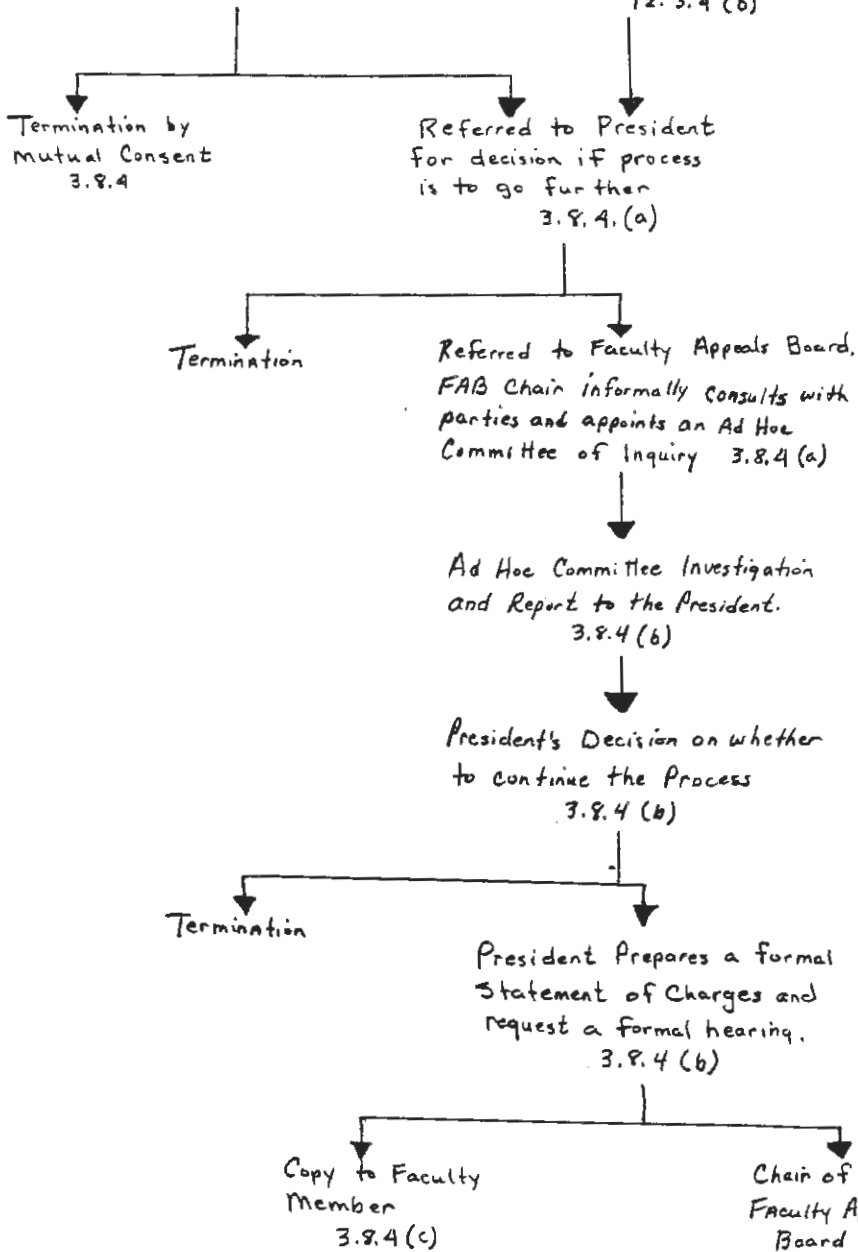 12. 3.4 (b)
Termination by
Mutual Consent
3.8.4
Referred to President
for decision if process
is to go further
3.8.4.(a)
Termination
Referred to Faculty Appeals Board.
FAB Chair informally consults with
parties and appoints an Ad Hoc
Committee of Inquiry 3.8.4 (a)
Ad Hoc Committee Investigation
and Report to the President.
3.8.4 (b)
President's Decision on whether
to continue the Process
3.8.4 (b)
Termination
President Prepares a formal
Statement of Charges and
request a formal hearing.
3.8.4 (b)
Copy to Faculty
Member
3.8.4 (c)
Chair of
Faculty A
Board